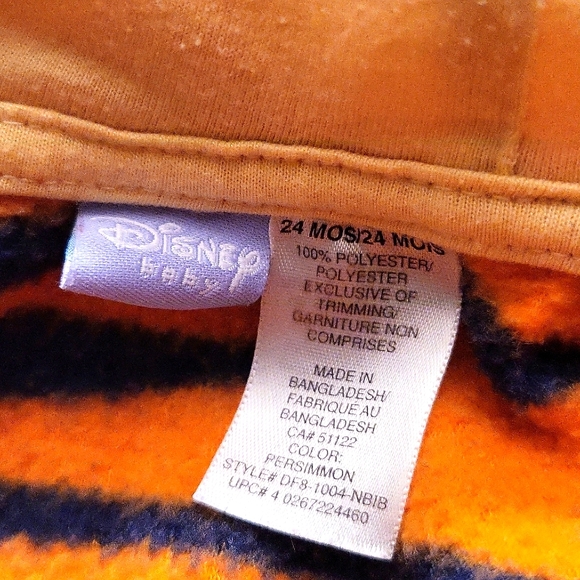 Disney
baby
24 MOS/24 MOIS
100% POLYESTER/
POLYESTER
EXCLUSIVE OF
TRIMMING/
GARNITURE NON
COMPRISES
MADE IN
BANGLADESH/
FABRIQUE AU
BANGLADESH
CA# 51122
COLOR:
PERSIMMON
STYLE# DF8-1004-NBIB
UPC# 4 0267224460